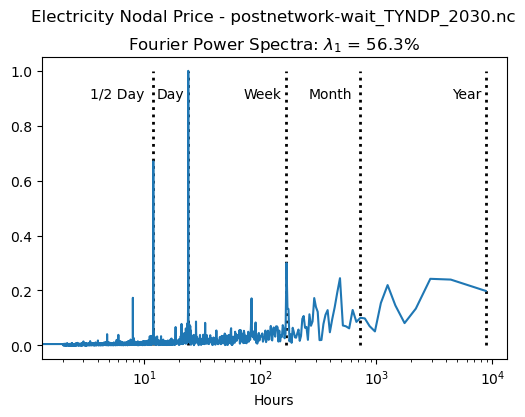 Electricity Nodal Price - postnetwork-wait_TYNDP_2030.nc
Fourier Power Spectra: λ₁ = 56.3%
1.0
1/2 Day Day Week Month Year
0.8
0.6
0.4
0.2
0.0
10¹ 10² 10³ 10⁴
Hours